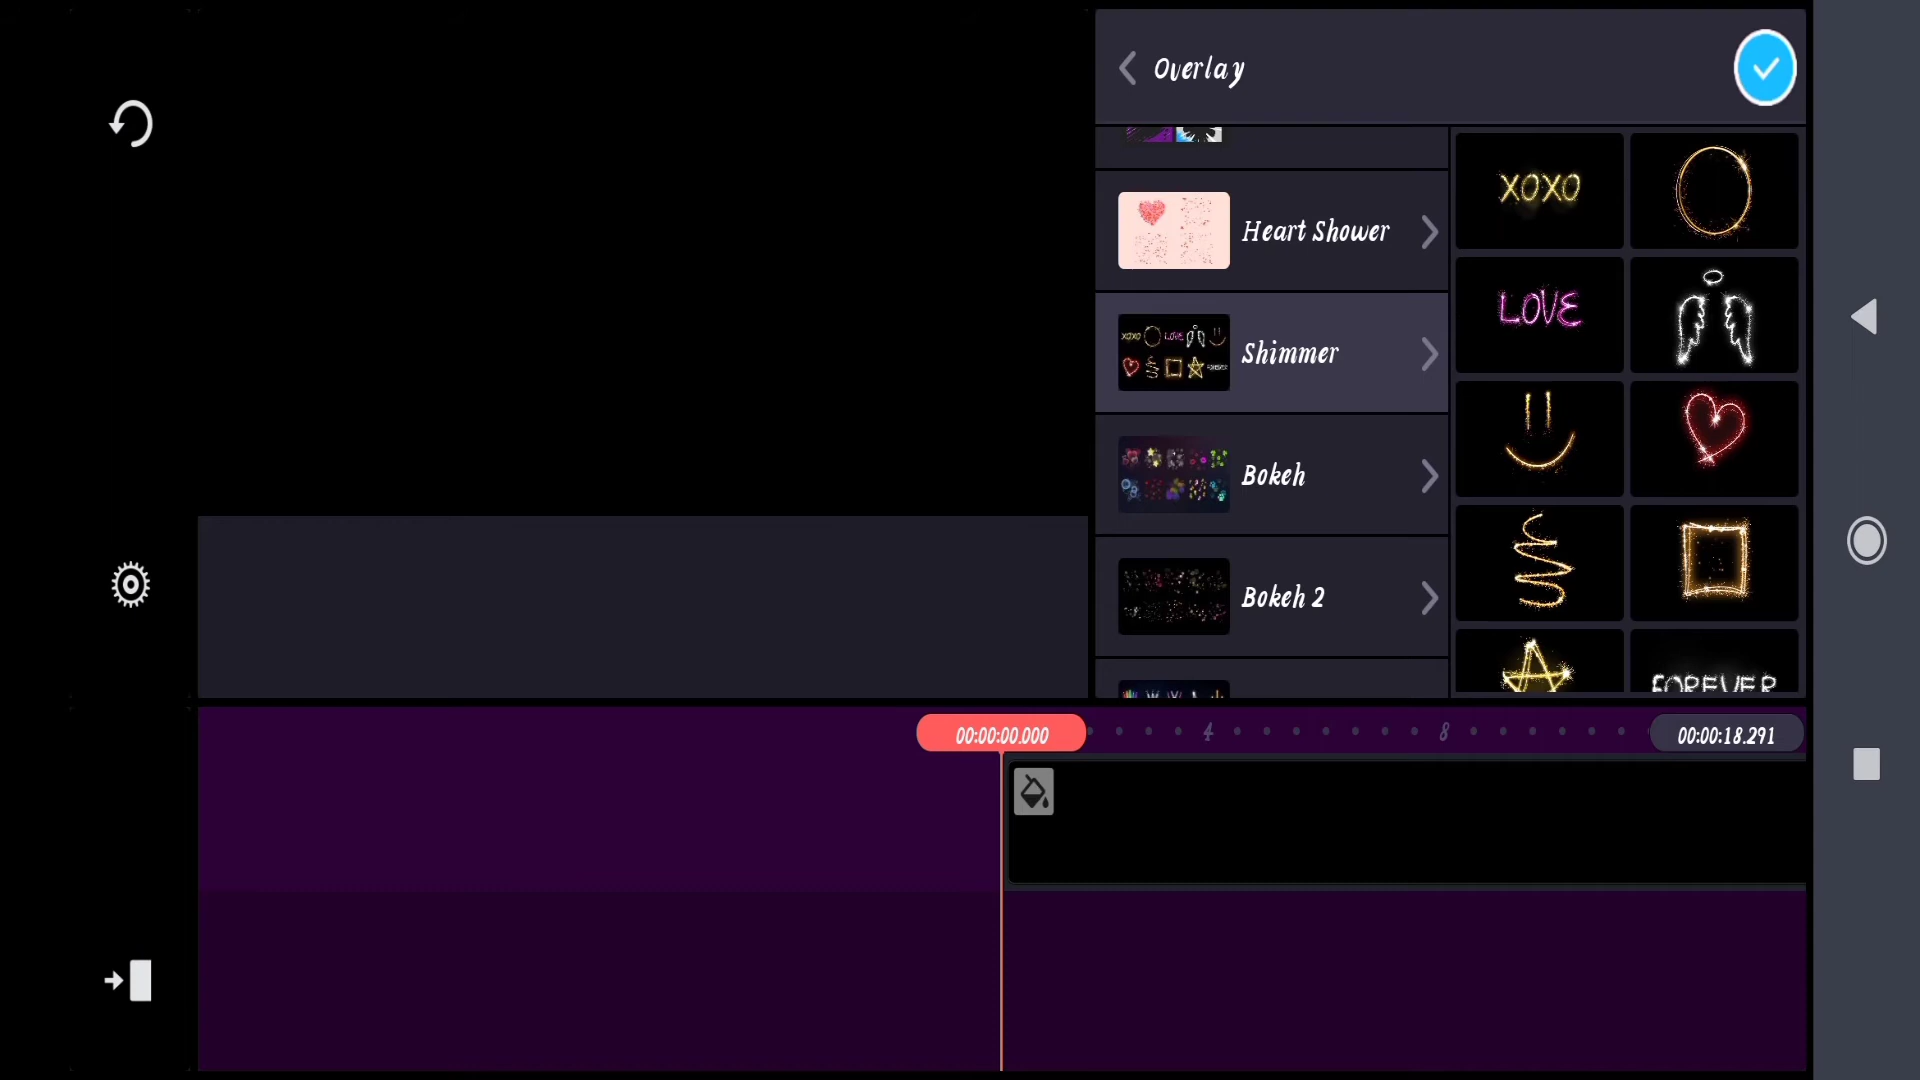 Overlay
Heart Shower
Shimmer
Bokeh
Bokeh 2
XOXO
LOVE
FOREVER
00:00:00.000
4
8
00:00:18.291